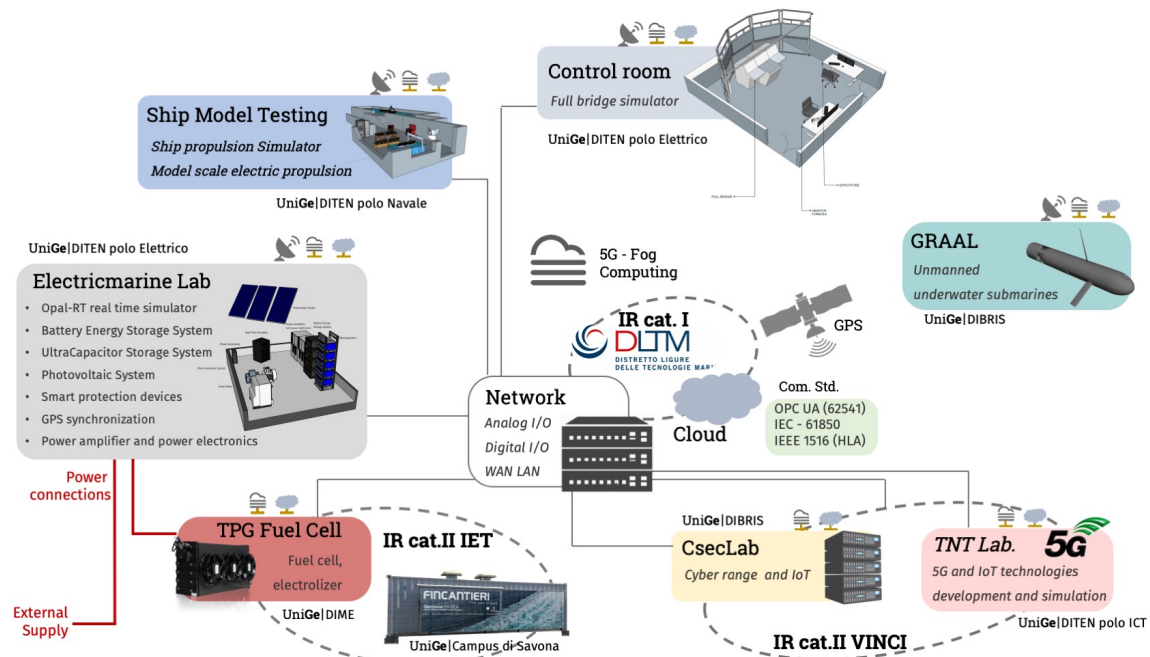 Control room
Full bridge simulator
UniGe|DITEN polo Elettrico
Ship Model Testing
Ship propulsion Simulator
Model scale electric propulsion
UniGe|DITEN polo Navale
FULL BRIDGE
GRAAL
Unmanned
underwater submarines
UniGe|DIBRIS
UniGe|DITEN polo Elettrico
Electricmarine Lab
• Opal-RT real time simulator
• Battery Energy Storage System
• UltraCapacitor Storage System
• Photovoltaic System
• Smart protection devices
• GPS synchronization
• Power amplifier and power electronics
5G - Fog
Computing
IR cat. I
DLTM
DISTRETTO LIGURE
DELLE TECNOLOGIE MAR
GPS
Network
Analog I/O
Digital I/O
WAN LAN
Cloud
Com. Std.
OPC UA (62541)
IEC - 61850
IEEE 1516 (HLA)
Power
connections
External
Supply
TPG Fuel Cell
Fuel cell,
electrolizer
UniGe|DIME
IR cat.II IET
FINCANTIERI
UniGe|Campus di Savona
UniGe|DIBRIS
CsecLab
Cyber range and IoT
TNT Lab.
5G
5G and IoT technologies
development and simulation
UniGe|DITEN polo ICT
IR cat.II VINCI